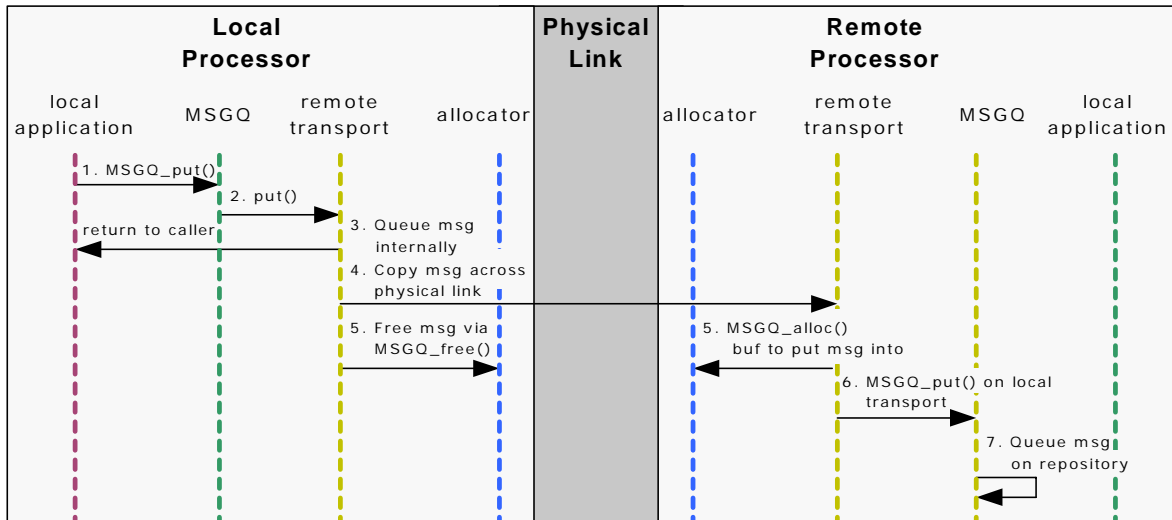 Local
Processor
Physical
Link
Remote
Processor
local
application
MSGQ
remote
transport
allocator
allocator
remote
transport
MSGQ
local
application
1. MSGQ_put()
2. put()
return to caller
3. Queue msg
internally
4. Copy msg across
physical link
5. Free msg via
MSGQ_free()
5. MSGQ_alloc()
buf to put msg into
6. MSGQ_put() on local
transport
7. Queue msg
on repository